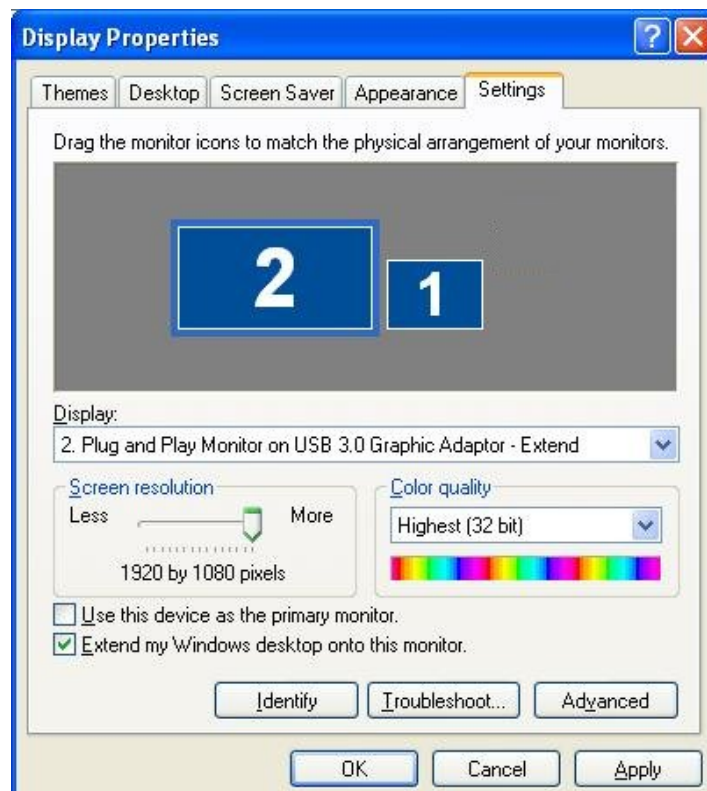 Display Properties
Themes Desktop Screen Saver Appearance Settings
Drag the monitor icons to match the physical arrangement of your monitors.
2 1
Display:
2. Plug and Play Monitor on USB 3.0 Graphic Adaptor - Extend
Screen resolution Color quality
Less More Highest (32 bit)
1920 by 1080 pixels
Use this device as the primary monitor.
Extend my Windows desktop onto this monitor.
Identify Troubleshoot... Advanced
OK Cancel Apply